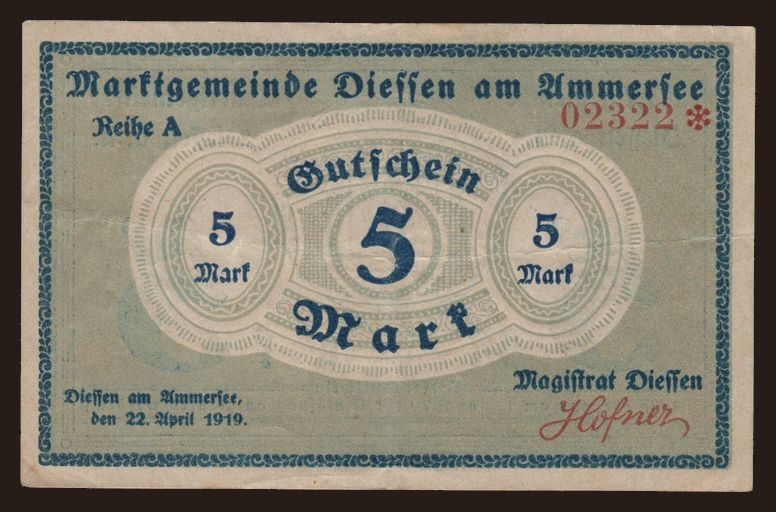 Marktgemeinde Diessen am Ammersee
02322 *
Reihe A
Gutschein
5 Mark
5 Mark
5 Mark
Magistrat Diessen
Hofner
Diessen am Ammersee,
den 22. April 1919.